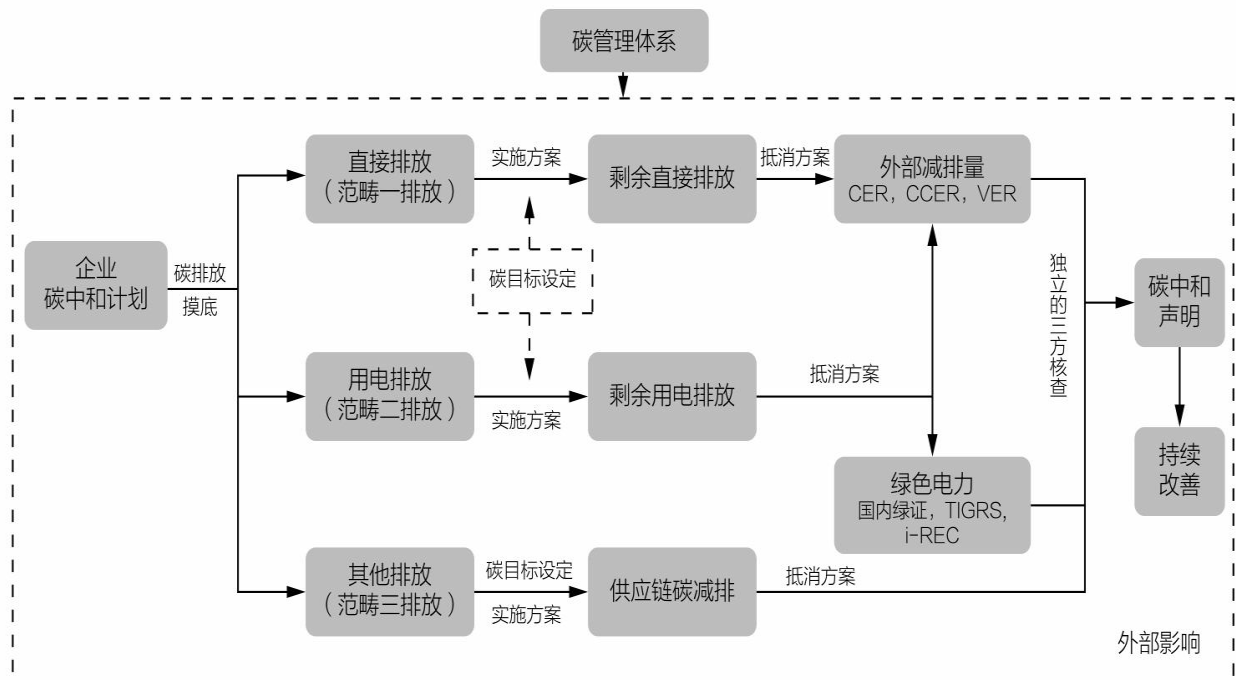 碳管理体系
直接排放
（范畴一排放）
实施方案
剩余直接排放
抵消方案
外部减排量
CER，CCER，VER
企业
碳中和计划
碳排放
摸底
碳目标设定
独立的三方核查
碳中和
声明
用电排放
（范畴二排放）
实施方案
剩余用电排放
抵消方案
绿色电力
国内绿证，TIGRS,
i-REC
持续
改善
其他排放
（范畴三排放）
碳目标设定
实施方案
供应链碳减排
抵消方案
外部影响